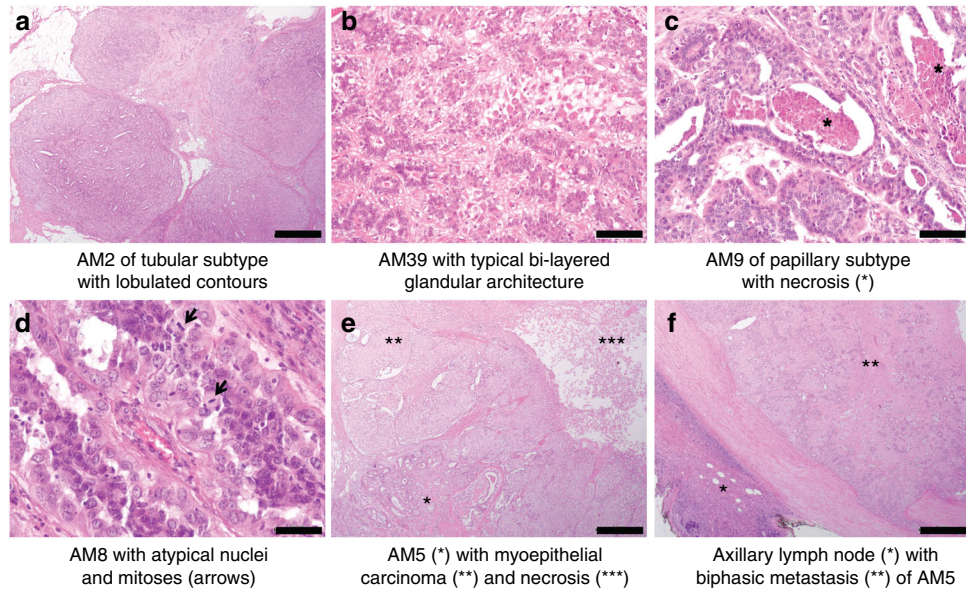 a
b
c
*
*
AM2 of tubular subtype
with lobulated contours
AM39 with typical bi-layered
glandular architecture
AM9 of papillary subtype
with necrosis (*)
d
e
**
***
*
f
**
*
AM8 with atypical nuclei
and mitoses (arrows)
AM5 (*) with myoepithelial
carcinoma (**) and necrosis (***)
Axillary lymph node (*) with
biphasic metastasis (**) of AM5